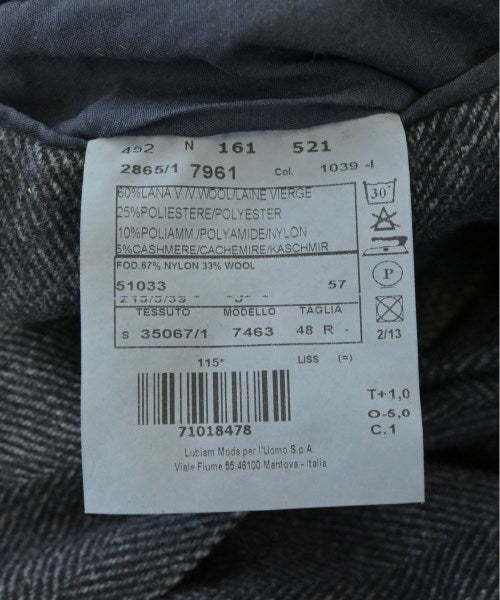 452 N 161 521
2865/1 7961 Col. 1039 -I
60%LANA V./V.WOOL/LAINE VIERGE
25%POLIESTERE/POLYESTER
10%POLIAMM./POLYAMIDE/NYLON
5%CASHMERE/CACHEMIRE/KASCHMIR
FOD.67% NYLON 33% WOOL
51033 57
TESSUTO MODELLO TAGLIA
S 35067/1 7463 48 R -
115* LISS (=)
71018478
Lubiam Moda per l'Uomo S.p.A
Viale Fiume 55.46100 Mantova - Italia
30°
P
2/13
T+1,0
O-5,0
C.1